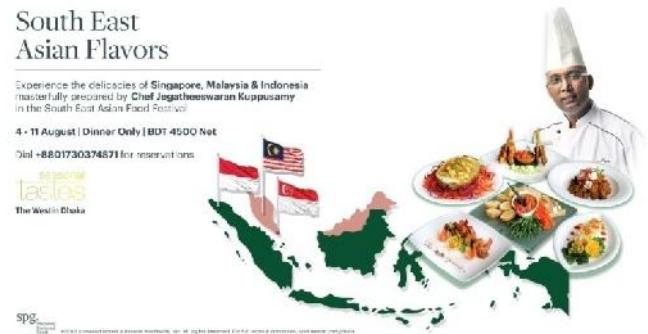 South East
Asian Flavors
Experience the delicacies of Singapore, Malaysia & Indonesia
masterfully prepared by Chef Jegatheeswaran Kuppusamy
in the South East Asian Food Festival
4 - 11 August | Dinner Only | BDT 4500 Net
Dial +8801730374871 for reservations
seasonal
tastes
The Westin Dhaka
spg.